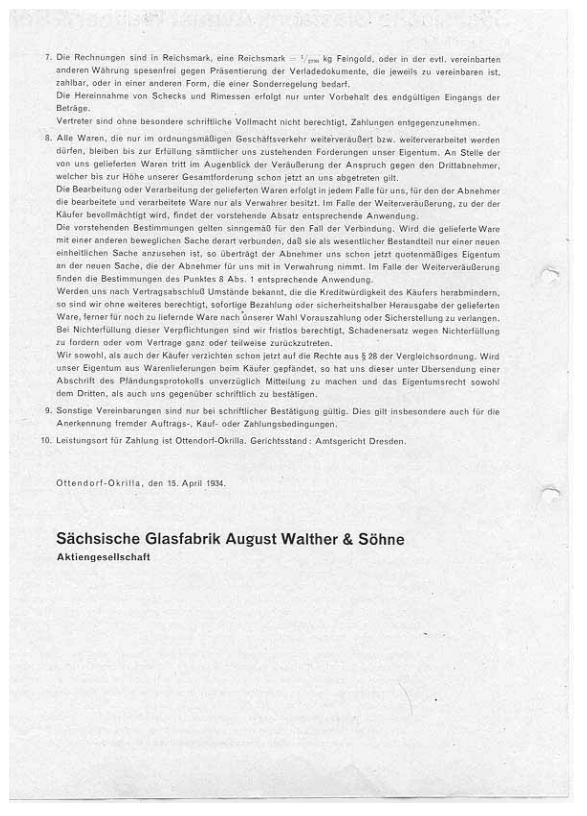 7. Die Rechnungen sind in Reichsmark, eine Reichsmark = 1/2790 kg Feingold, oder in der evtl. vereinbarten
anderen Währung spesenfrei gegen Präsentierung der Verladedokumente, die jeweils zu vereinbaren ist,
zahlbar, oder in einer anderen Form, die einer Sonderregelung bedarf.
Die Hereinnahme von Schecks und Rimessen erfolgt nur unter Vorbehalt des endgültigen Eingangs der
Beträge.
Vertreter sind ohne besondere schriftliche Vollmacht nicht berechtigt, Zahlungen entgegenzunehmen.
8. Alle Waren, die nur im ordnungsmäßigen Geschäftsverkehr weiterveräußert bzw. weiterverarbeitet werden
dürfen, bleiben bis zur Erfüllung sämtlicher uns zustehenden Forderungen unser Eigentum. An Stelle der
von uns gelieferten Waren tritt im Augenblick der Veräußerung der Anspruch gegen den Drittabnehmer,
welcher bis zur Höhe unserer Gesamtforderung schon jetzt an uns abgetreten gilt.
Die Bearbeitung oder Verarbeitung der gelieferten Waren erfolgt in jedem Falle für uns, für den der Abnehmer
die bearbeitete und verarbeitete Ware nur als Verwahrer besitzt. Im Falle der Weiterveräußerung, zu der der
Käufer bevollmächtigt wird, findet der vorstehende Absatz entsprechende Anwendung.
Die vorstehenden Bestimmungen gelten sinngemäß für den Fall der Verbindung. Wird die gelieferte Ware
mit einer anderen beweglichen Sache derart verbunden, daß sie als wesentlicher Bestandteil nur einer neuen
einheitlichen Sache anzusehen ist, so überträgt der Abnehmer uns schon jetzt quotenmäßiges Eigentum
an der neuen Sache, die der Abnehmer für uns mit in Verwahrung nimmt. Im Falle der Weiterveräußerung
finden die Bestimmungen des Punktes 8 Abs. 1 entsprechende Anwendung.
Werden uns nach Vertragsabschluß Umstände bekannt, die die Kreditwürdigkeit des Käufers herabmindern,
so sind wir ohne weiteres berechtigt, sofortige Bezahlung oder sicherheitshalber Herausgabe der gelieferten
Ware, ferner für noch zu liefernde Ware nach unserer Wahl Vorauszahlung oder Sicherstellung zu verlangen.
Bei Nichterfüllung dieser Verpflichtungen sind wir fristlos berechtigt, Schadenersatz wegen Nichterfüllung
zu fordern oder vom Vertrage ganz oder teilweise zurückzutreten.
Wir sowohl, als auch der Käufer verzichten schon jetzt auf die Rechte aus § 28 der Vergleichsordnung. Wird
unser Eigentum aus Warenlieferungen beim Käufer gepfändet, so hat uns dieser unter Übersendung einer
Abschrift des Pfändungsprotokolls unverzüglich Mitteilung zu machen und das Eigentumsrecht sowohl
dem Dritten, als auch uns gegenüber schriftlich zu bestätigen.
9. Sonstige Vereinbarungen sind nur bei schriftlicher Bestätigung gültig. Dies gilt insbesondere auch für die
Anerkennung fremder Auftrags-, Kauf- oder Zahlungsbedingungen.
10. Leistungsort für Zahlung ist Ottendorf-Okrilla. Gerichtsstand: Amtsgericht Dresden.
Ottendorf-Okrilla, den 15. April 1934.
Sächsische Glasfabrik August Walther & Söhne
Aktiengesellschaft